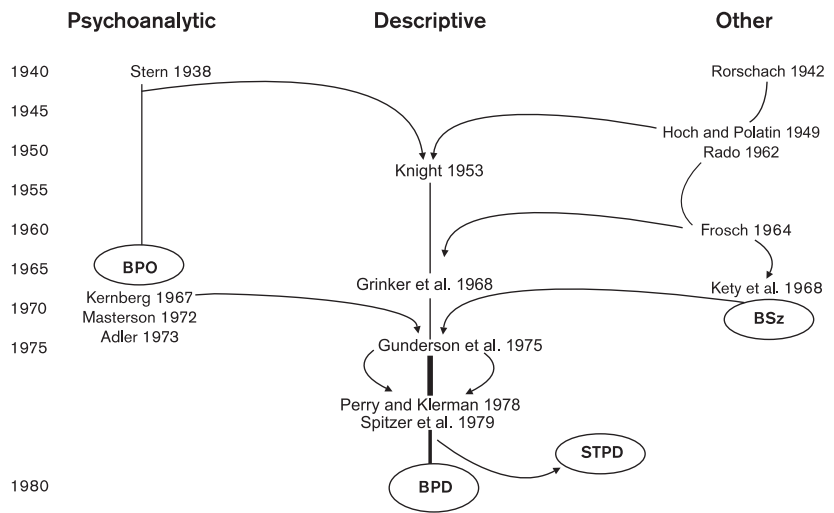 Psychoanalytic Descriptive Other
1940 Stern 1938 Rorschach 1942
1945
Hoch and Polatin 1949
1950 Rado 1962
Knight 1953
1955
1960 Frosch 1964
1965 BPO
Grinker et al. 1968 Kety et al. 1968
Kernberg 1967
1970 Masterson 1972 BSz
Adler 1973
1975 Gunderson et al. 1975
Perry and Klerman 1978
Spitzer et al. 1979
STPD
1980 BPD